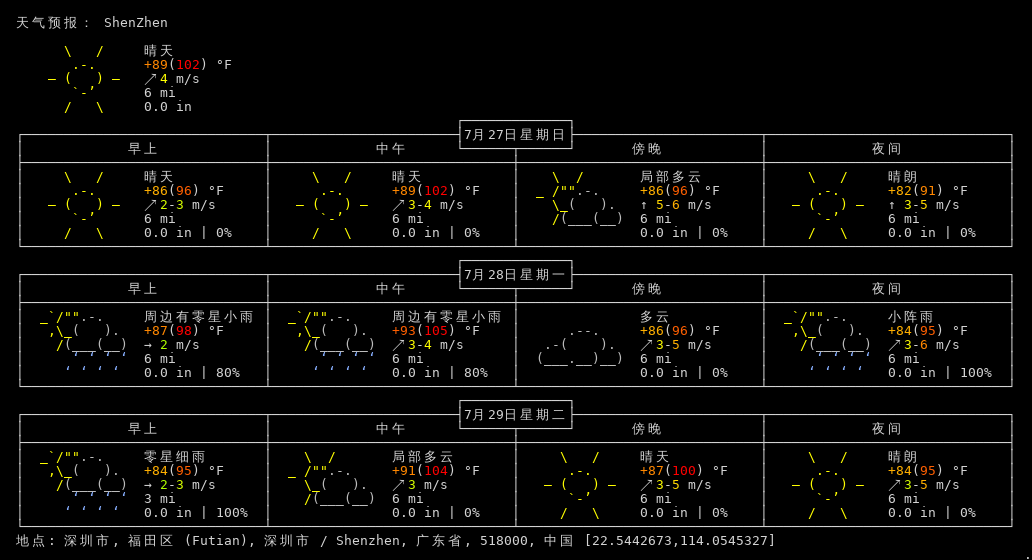 天气预报： ShenZhen
晴天
+89(102) °F
↗4 m/s
6 mi
0.0 in
7月27日星期日
早上 中午 傍晚 夜间
晴天 晴天 局部多云 晴朗
+86(96) °F +89(102) °F +86(96) °F +82(91) °F
↗2-3 m/s ↗3-4 m/s ↑ 5-6 m/s ↑ 3-5 m/s
6 mi 6 mi 6 mi 6 mi
0.0 in | 0% 0.0 in | 0% 0.0 in | 0% 0.0 in | 0%
7月28日星期一
早上 中午 傍晚 夜间
周边有零星小雨 周边有零星小雨 多云 小阵雨
+87(98) °F +93(105) °F +86(96) °F +84(95) °F
→ 2 m/s ↗3-4 m/s ↗3-5 m/s ↗3-6 m/s
6 mi 6 mi 6 mi 6 mi
0.0 in | 80% 0.0 in | 80% 0.0 in | 0% 0.0 in | 100%
7月29日星期二
早上 中午 傍晚 夜间
零星细雨 局部多云 晴天 晴朗
+84(95) °F +91(104) °F +87(100) °F +84(95) °F
→ 2-3 m/s ↗3 m/s ↗3-5 m/s ↗3-5 m/s
3 mi 6 mi 6 mi 6 mi
0.0 in | 100% 0.0 in | 0% 0.0 in | 0% 0.0 in | 0%
地点: 深圳市, 福田区 (Futian), 深圳市 / Shenzhen, 广东省, 518000, 中国 [22.5442673,114.0545327]